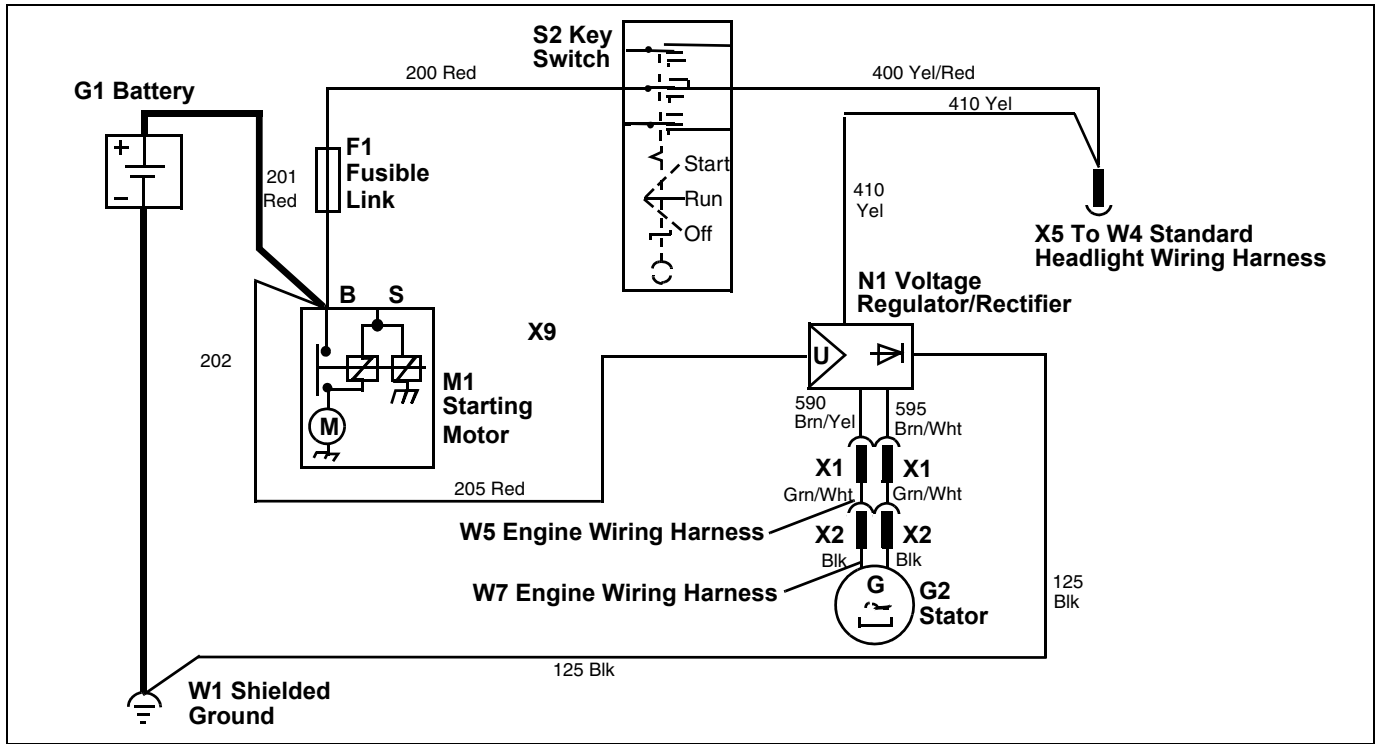 S2 Key
Switch
200 Red
400 Yel/Red
G1 Battery
410 Yel
+
−
201
Red
F1
Fusible
Link
Start
Run
Off
410
Yel
X5 To W4 Standard
Headlight Wiring Harness
N1 Voltage
Regulator/Rectifier
B S
X9
202
U
M1
Starting
Motor
M
590
Brn/Yel
595
Brn/Wht
X1 X1
Grn/Wht Grn/Wht
205 Red
W5 Engine Wiring Harness
X2 X2
Blk Blk
W7 Engine Wiring Harness
G
G2
Stator
125
Blk
125 Blk
W1 Shielded
Ground